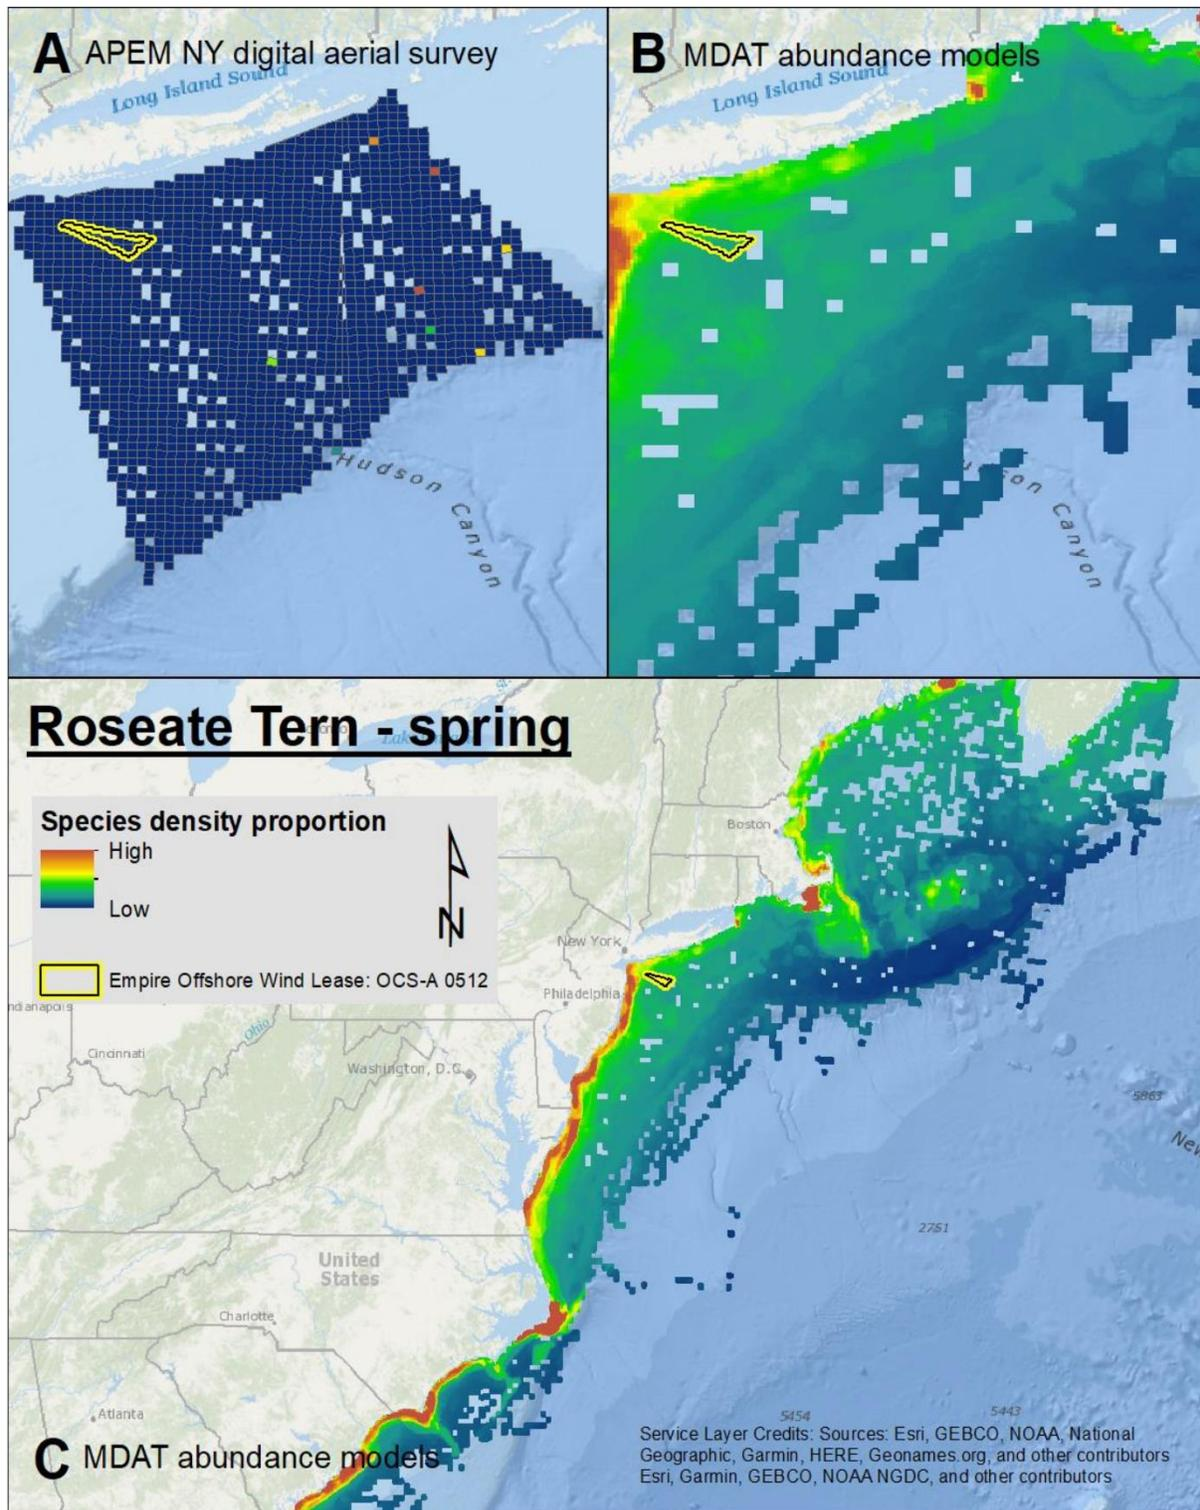 A APEM NY digital aerial survey
Long Island Sound
Hudson Canyon
B MDAT abundance models
Long Island Sound
Canyon
Roseate Tern - spring
Species density proportion
High
Low
N
Empire Offshore Wind Lease: OCS-A 0512
Boston
New York
Philadelphia
ndianapolis
Ohio
Cincinnati
Washington, D.C.
5863
New
2751
United
States
Charlotte
Atlanta
5454
5443
C MDAT abundance models
Service Layer Credits: Sources: Esri, GEBCO, NOAA, National
Geographic, Garmin, HERE, Geonames.org, and other contributors
Esri, Garmin, GEBCO, NOAA NGDC, and other contributors